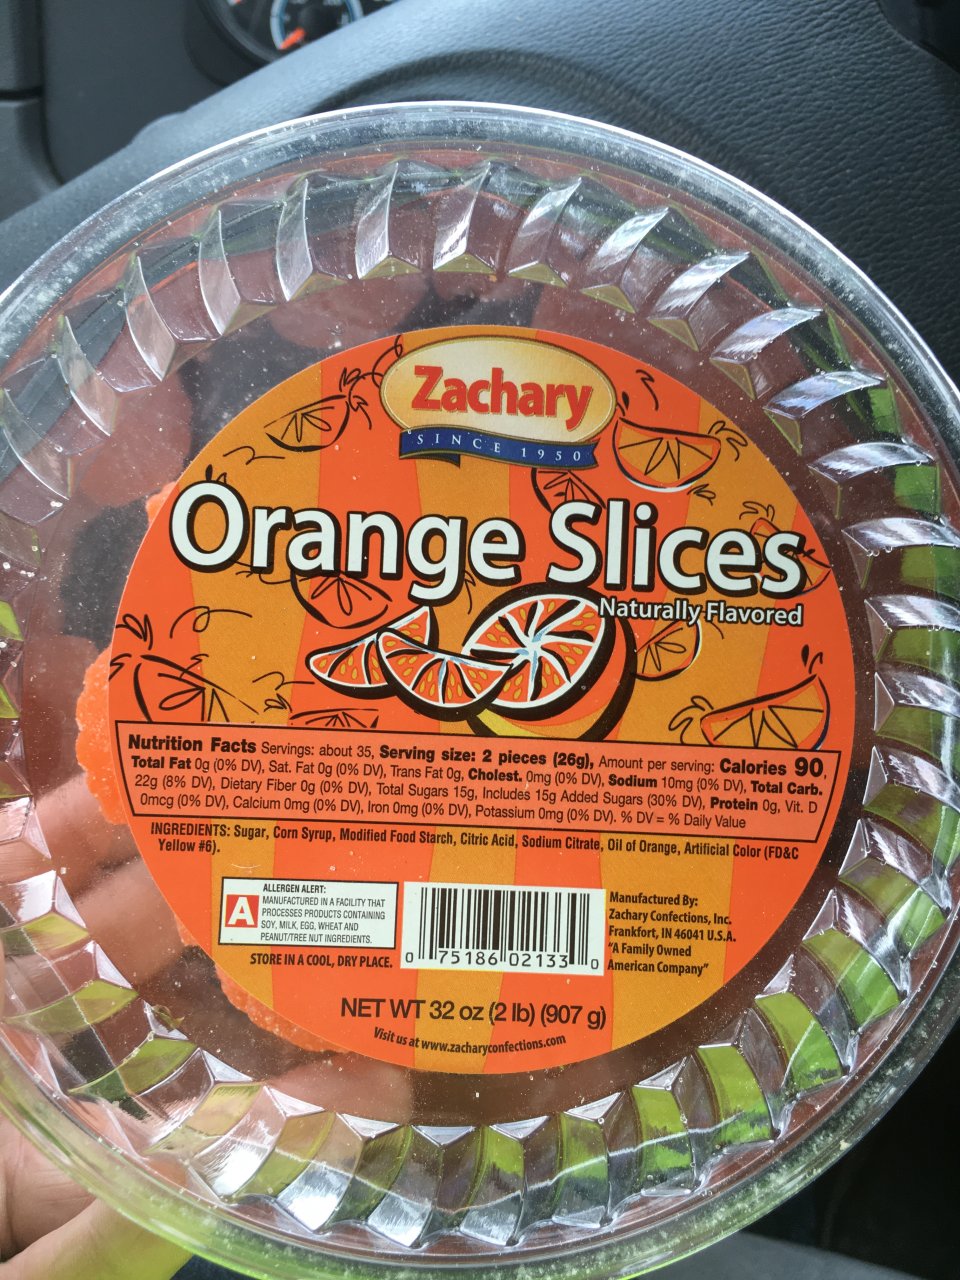 Zachary
SINCE 1950
Orange Slices
Naturally Flavored
Nutrition Facts Servings: about 35, Serving size: 2 pieces (26g), Amount per serving: Calories 90,
Total Fat 0g (0% DV), Sat. Fat 0g (0% DV), Trans Fat 0g, Cholest. 0mg (0% DV), Sodium 10mg (0% DV), Total Carb.
22g (8% DV), Dietary Fiber 0g (0% DV), Total Sugars 15g, Includes 15g Added Sugars (30% DV), Protein 0g, Vit. D
0mcg (0% DV), Calcium 0mg (0% DV), Iron 0mg (0% DV), Potassium 0mg (0% DV). % DV = % Daily Value
INGREDIENTS: Sugar, Corn Syrup, Modified Food Starch, Citric Acid, Sodium Citrate, Oil of Orange, Artificial Color (FD&C
Yellow #6).
A
ALLERGEN ALERT:
MANUFACTURED IN A FACILITY THAT
PROCESSES PRODUCTS CONTAINING
SOY, MILK, EGG, WHEAT AND
PEANUT/TREE NUT INGREDIENTS.
STORE IN A COOL, DRY PLACE.
0 75186 02133 0
Manufactured By:
Zachary Confections, Inc.
Frankfort, IN 46041 U.S.A.
"A Family Owned
American Company"
NET WT 32 oz (2 lb) (907 g)
Visit us at www.zacharyconfections.com